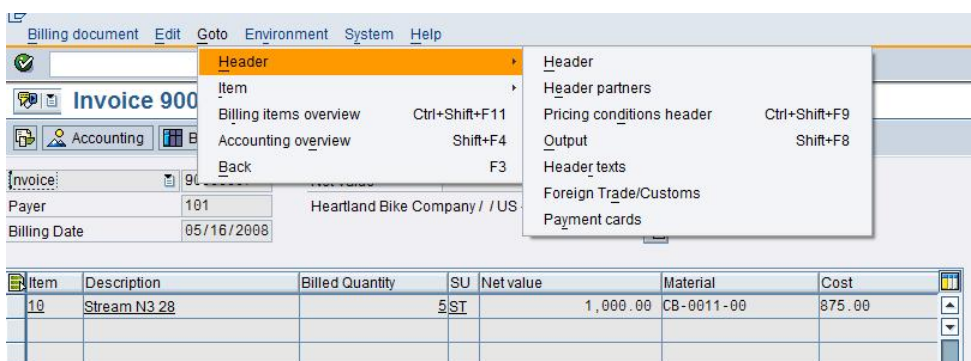 Billing document Edit Goto Environment System Help
Header Header
Item Header partners
Billing items overview Ctrl+Shift+F11 Pricing conditions header Ctrl+Shift+F9
Accounting overview Shift+F4 Output Shift+F8
Back F3 Header texts
Foreign Trade/Customs
Payment cards
Invoice 900
Accounting B
Invoice
Payer 101 Heartland Bike Company / / US
Billing Date 05/16/2008
Item Description Billed Quantity SU Net value Material Cost
10 Stream N3 28 5 ST 1,000.00 CB-0011-00 875.00